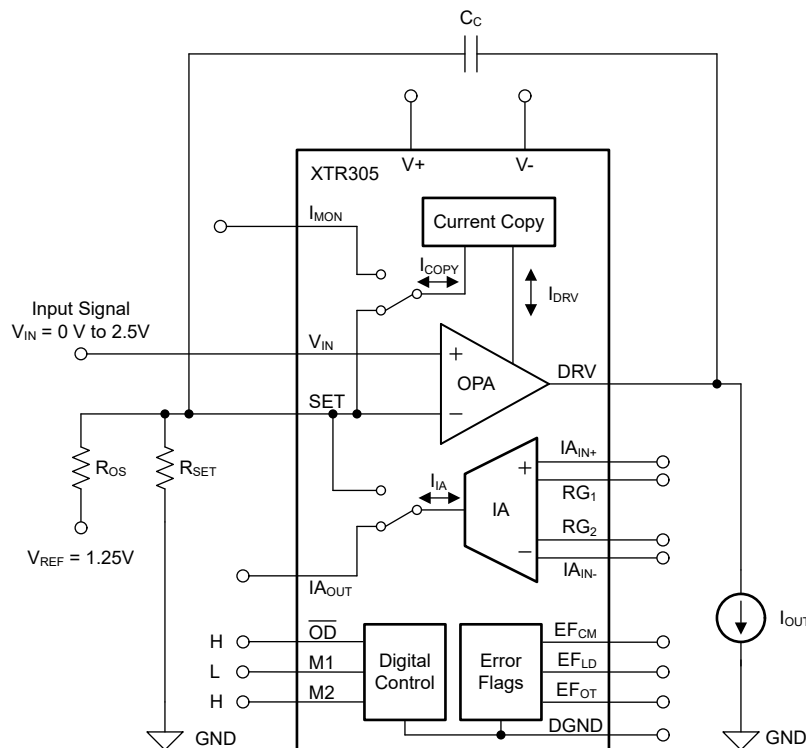 C_C
V+ V-
XTR305
I_MON
Current Copy
I_COPY
I_DRV
Input Signal
V_IN = 0 V to 2.5V
V_IN
+
OPA
−
DRV
SET
R_OS
R_SET
V_REF = 1.25V
I_IA
+
IA
−
IA_IN+
RG_1
RG_2
IA_IN-
IA_OUT
I_OUT
H
L
H
O̅D̅
M1
M2
Digital
Control
Error
Flags
EF_CM
EF_LD
EF_OT
DGND
GND
GND